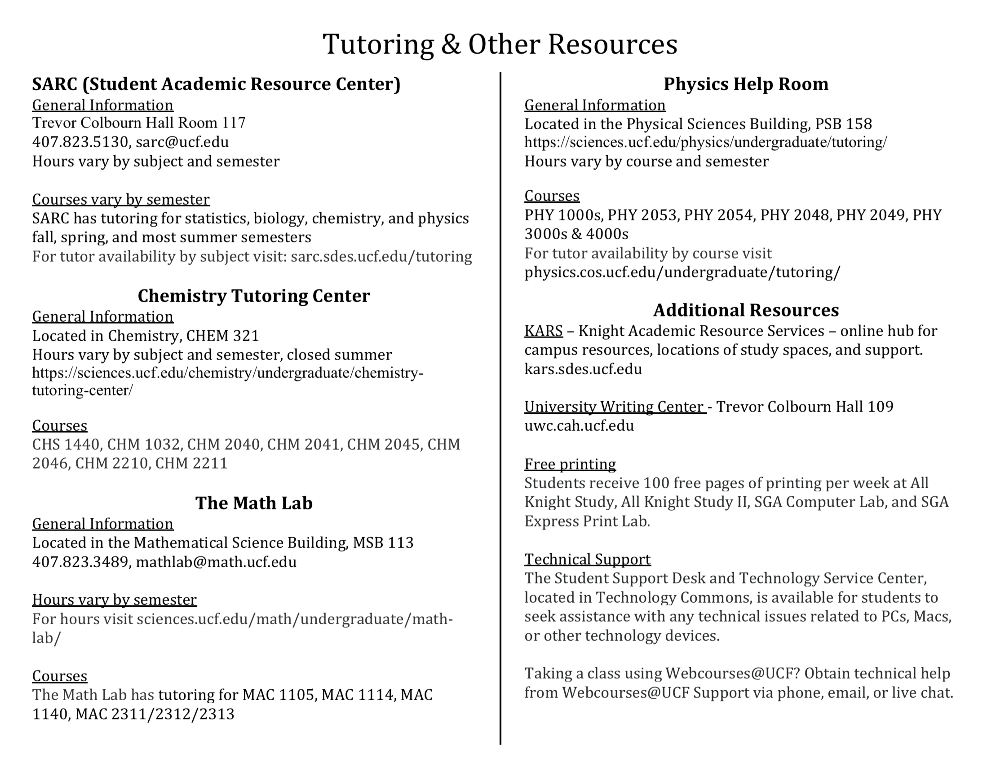 Tutoring & Other Resources
SARC (Student Academic Resource Center)
General Information
Trevor Colbourn Hall Room 117
407.823.5130, sarc@ucf.edu
Hours vary by subject and semester
Courses vary by semester
SARC has tutoring for statistics, biology, chemistry, and physics
fall, spring, and most summer semesters
For tutor availability by subject visit: sarc.sdes.ucf.edu/tutoring
Chemistry Tutoring Center
General Information
Located in Chemistry, CHEM 321
Hours vary by subject and semester, closed summer
https://sciences.ucf.edu/chemistry/undergraduate/chemistry-
tutoring-center/
Courses
CHS 1440, CHM 1032, CHM 2040, CHM 2041, CHM 2045, CHM
2046, CHM 2210, CHM 2211
The Math Lab
General Information
Located in the Mathematical Science Building, MSB 113
407.823.3489, mathlab@math.ucf.edu
Hours vary by semester
For hours visit sciences.ucf.edu/math/undergraduate/math-
lab/
Courses
The Math Lab has tutoring for MAC 1105, MAC 1114, MAC
1140, MAC 2311/2312/2313
Physics Help Room
General Information
Located in the Physical Sciences Building, PSB 158
https://sciences.ucf.edu/physics/undergraduate/tutoring/
Hours vary by course and semester
Courses
PHY 1000s, PHY 2053, PHY 2054, PHY 2048, PHY 2049, PHY
3000s & 4000s
For tutor availability by course visit
physics.cos.ucf.edu/undergraduate/tutoring/
Additional Resources
KARS – Knight Academic Resource Services – online hub for
campus resources, locations of study spaces, and support.
kars.sdes.ucf.edu
University Writing Center - Trevor Colbourn Hall 109
uwc.cah.ucf.edu
Free printing
Students receive 100 free pages of printing per week at All
Knight Study, All Knight Study II, SGA Computer Lab, and SGA
Express Print Lab.
Technical Support
The Student Support Desk and Technology Service Center,
located in Technology Commons, is available for students to
seek assistance with any technical issues related to PCs, Macs,
or other technology devices.
Taking a class using Webcourses@UCF? Obtain technical help
from Webcourses@UCF Support via phone, email, or live chat.